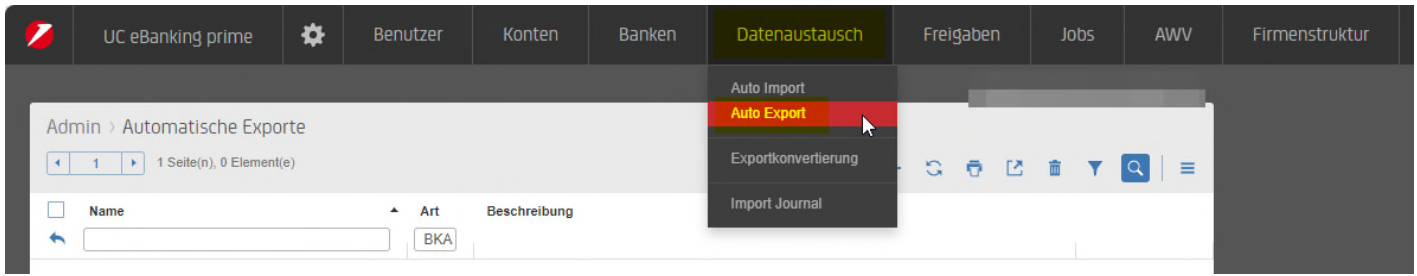 UC eBanking prime Benutzer Konten Banken Datenaustausch Freigaben Jobs AWV Firmenstruktur
Auto Import
Auto Export
Exportkonvertierung
Import Journal
Admin › Automatische Exporte
1 1 Seite(n), 0 Element(e)
Name Art Beschreibung
BKA